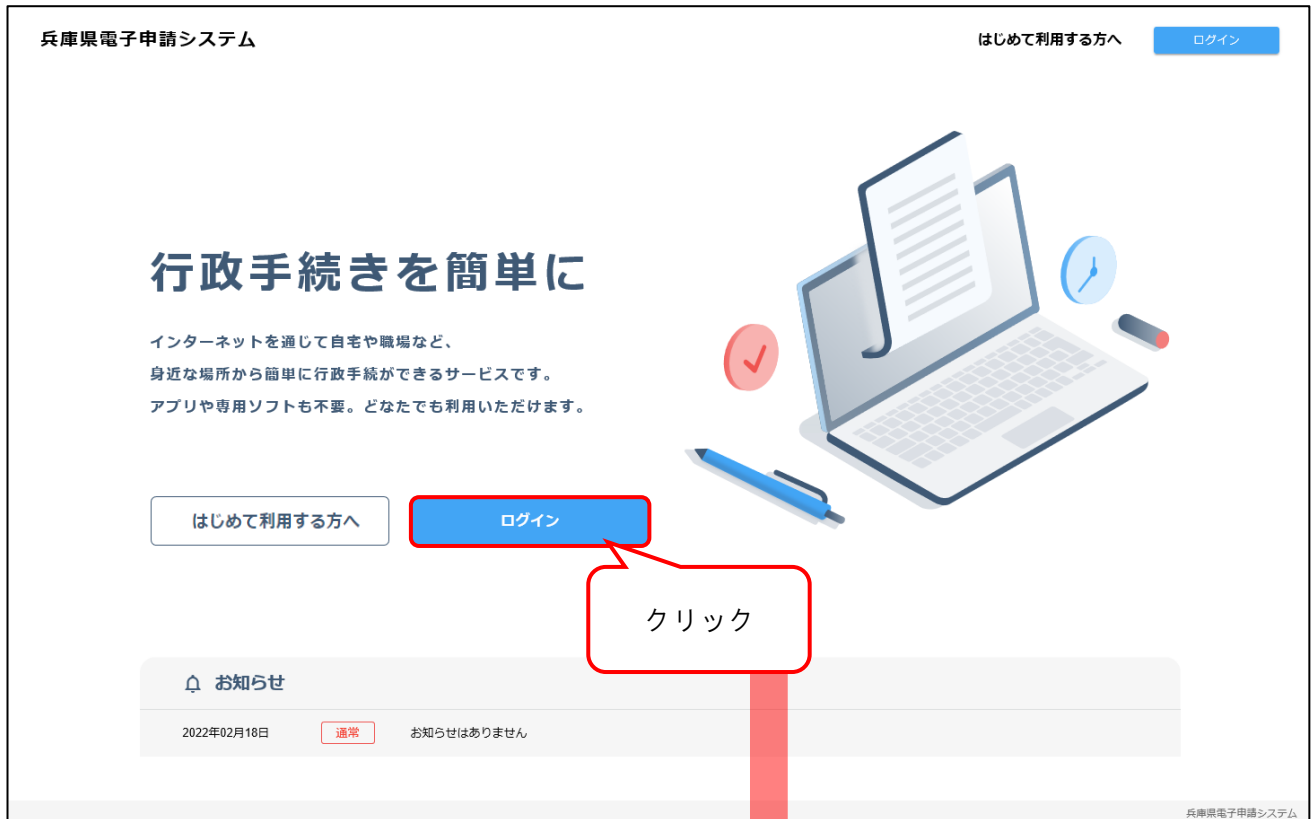 兵庫県電子申請システム
はじめて利用する方へ
ログイン
行政手続きを簡単に
インターネットを通じて自宅や職場など、
身近な場所から簡単に行政手続ができるサービスです。
アプリや専用ソフトも不要。どなたでも利用いただけます。
はじめて利用する方へ
ログイン
クリック
お知らせ
2022年02月18日 通常 お知らせはありません
兵庫県電子申請システム